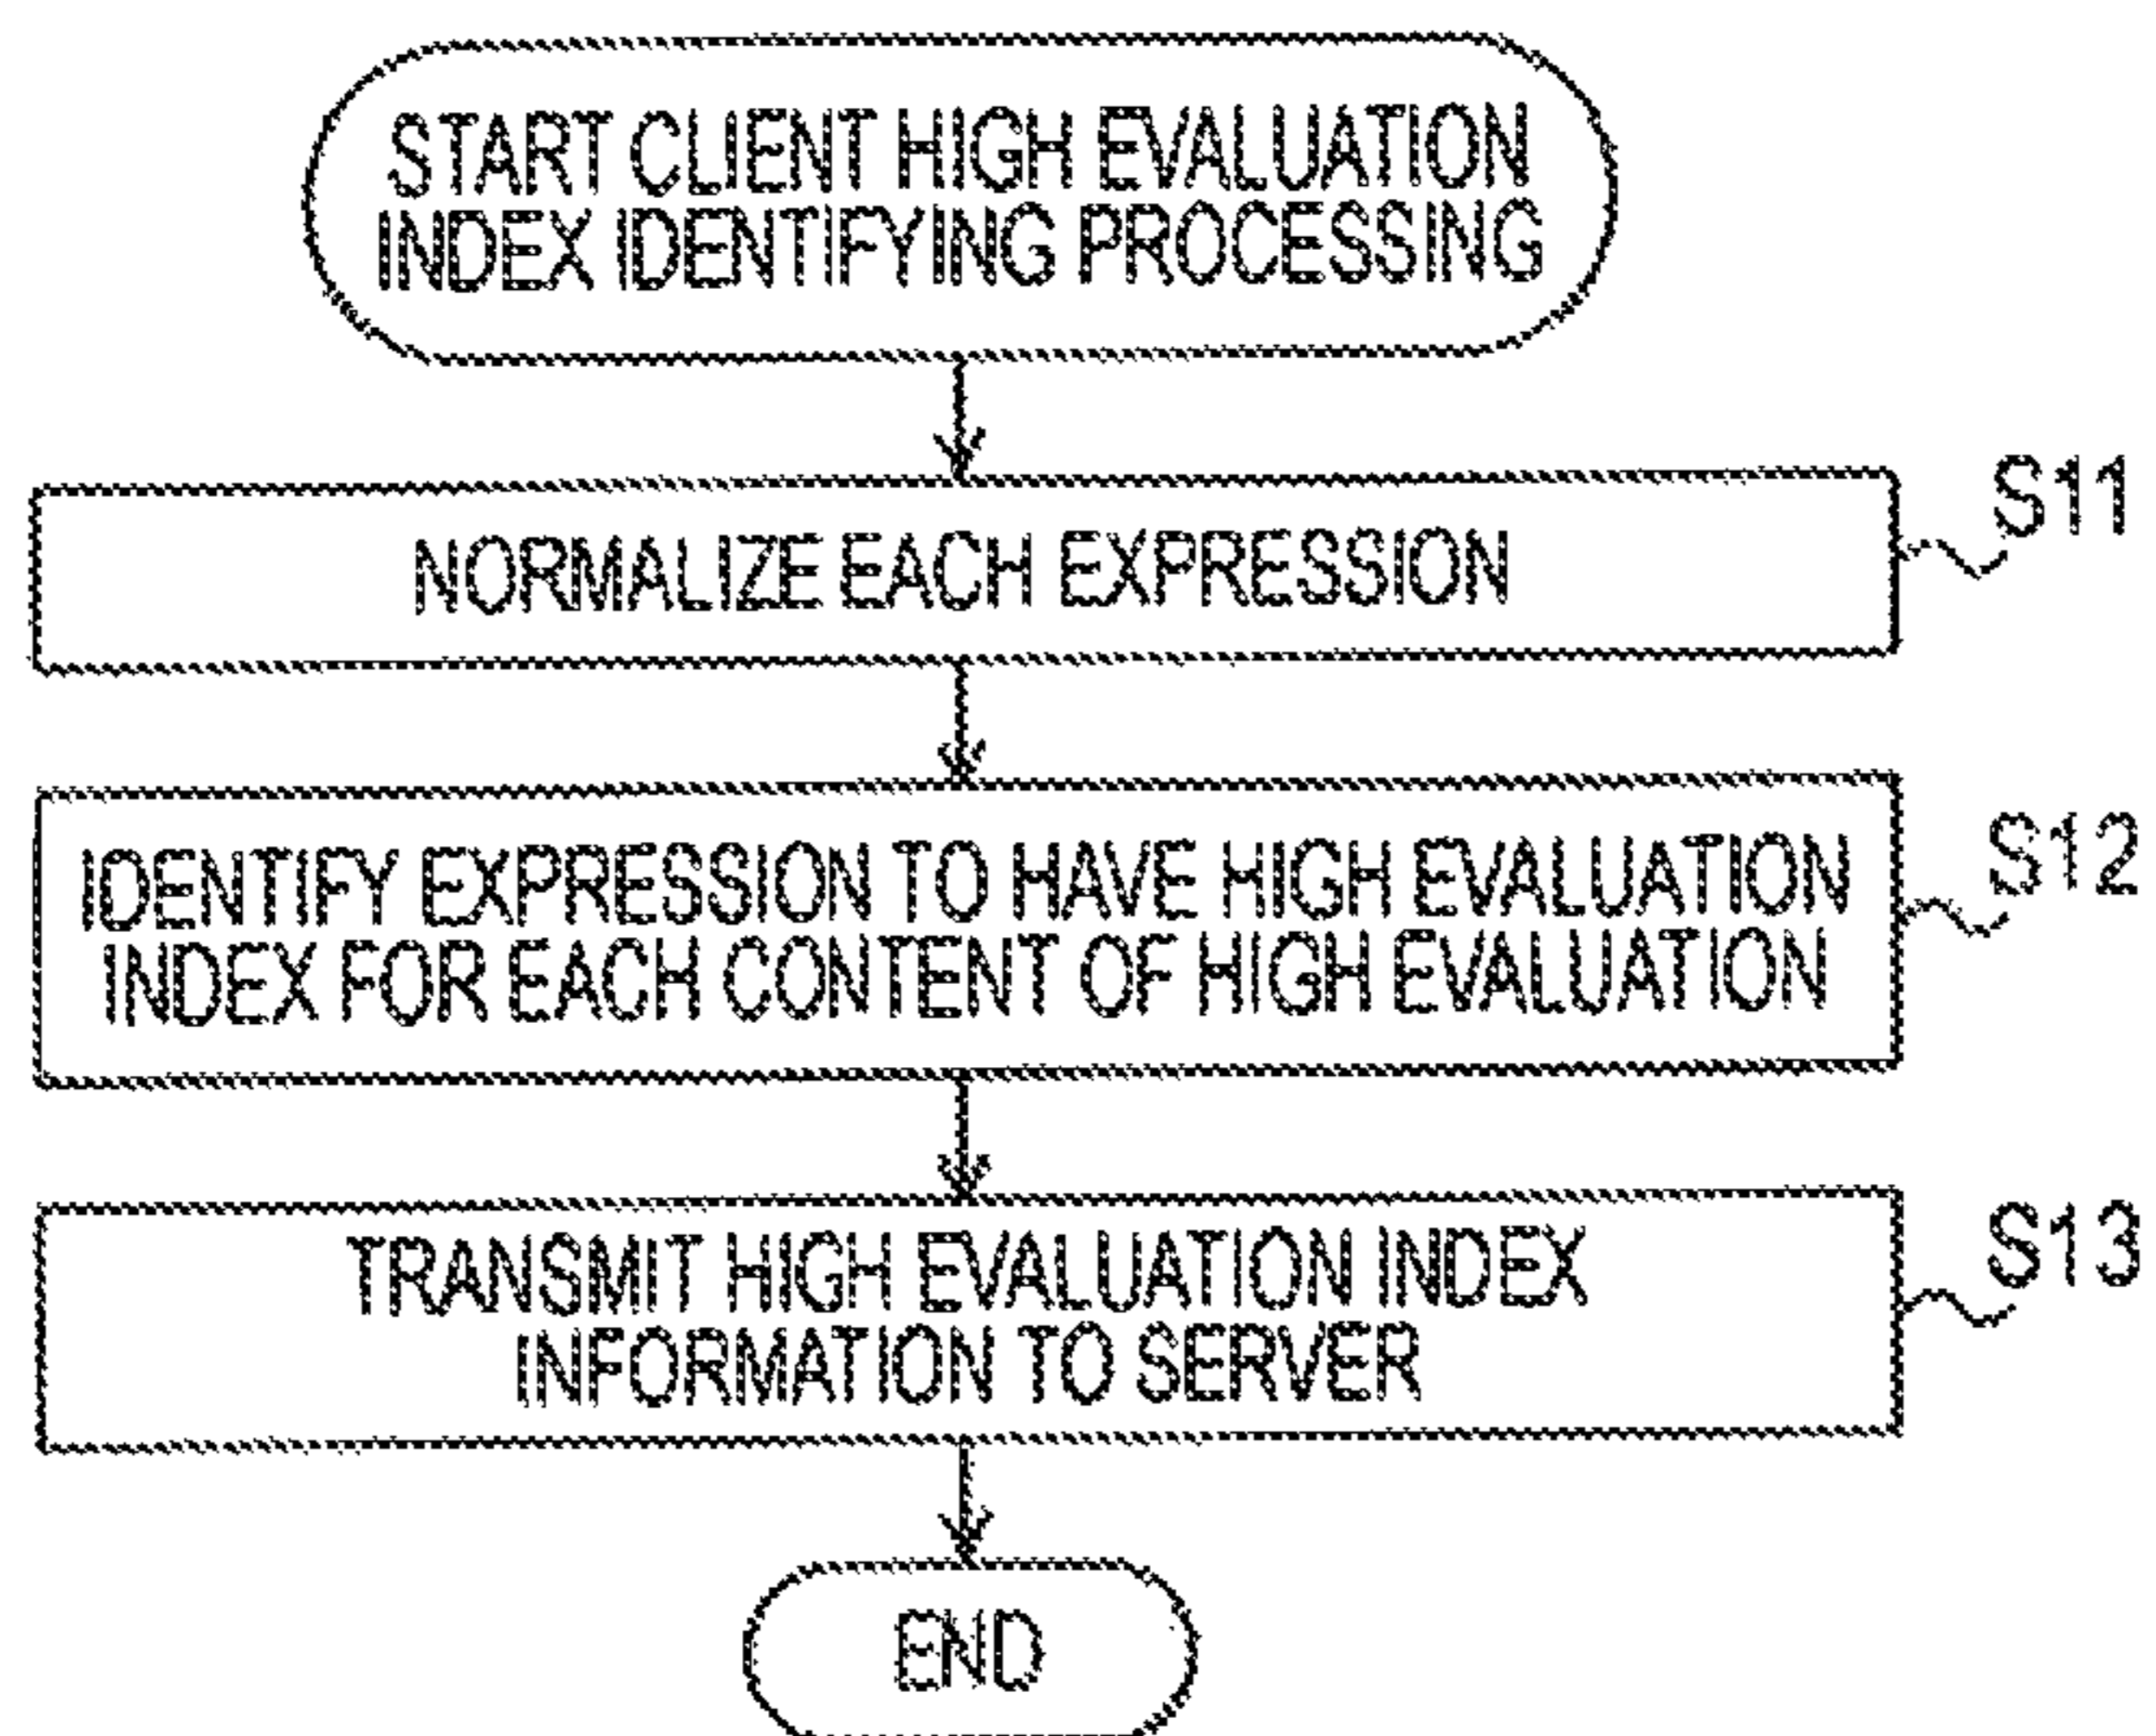 START CLIENT HIGH EVALUATION
INDEX IDENTIFYING PROCESSING
NORMALIZE EACH EXPRESSION
S11
IDENTIFY EXPRESSION TO HAVE HIGH EVALUATION
INDEX FOR EACH CONTENT OF HIGH EVALUATION
S12
TRANSMIT HIGH EVALUATION INDEX
INFORMATION TO SERVER
S13
END